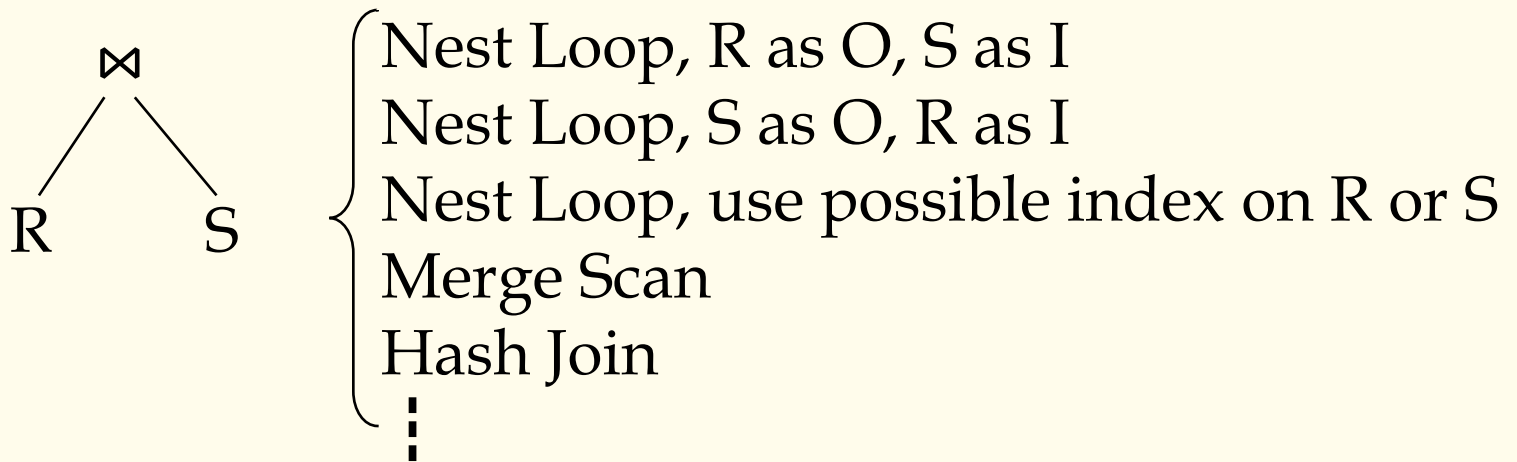 ⋈
R S
Nest Loop, R as O, S as I
Nest Loop, S as O, R as I
Nest Loop, use possible index on R or S
Merge Scan
Hash Join